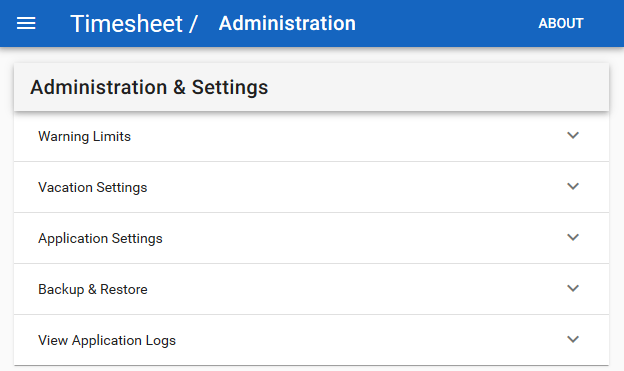 Timesheet / Administration ABOUT
Administration & Settings
Warning Limits
Vacation Settings
Application Settings
Backup & Restore
View Application Logs